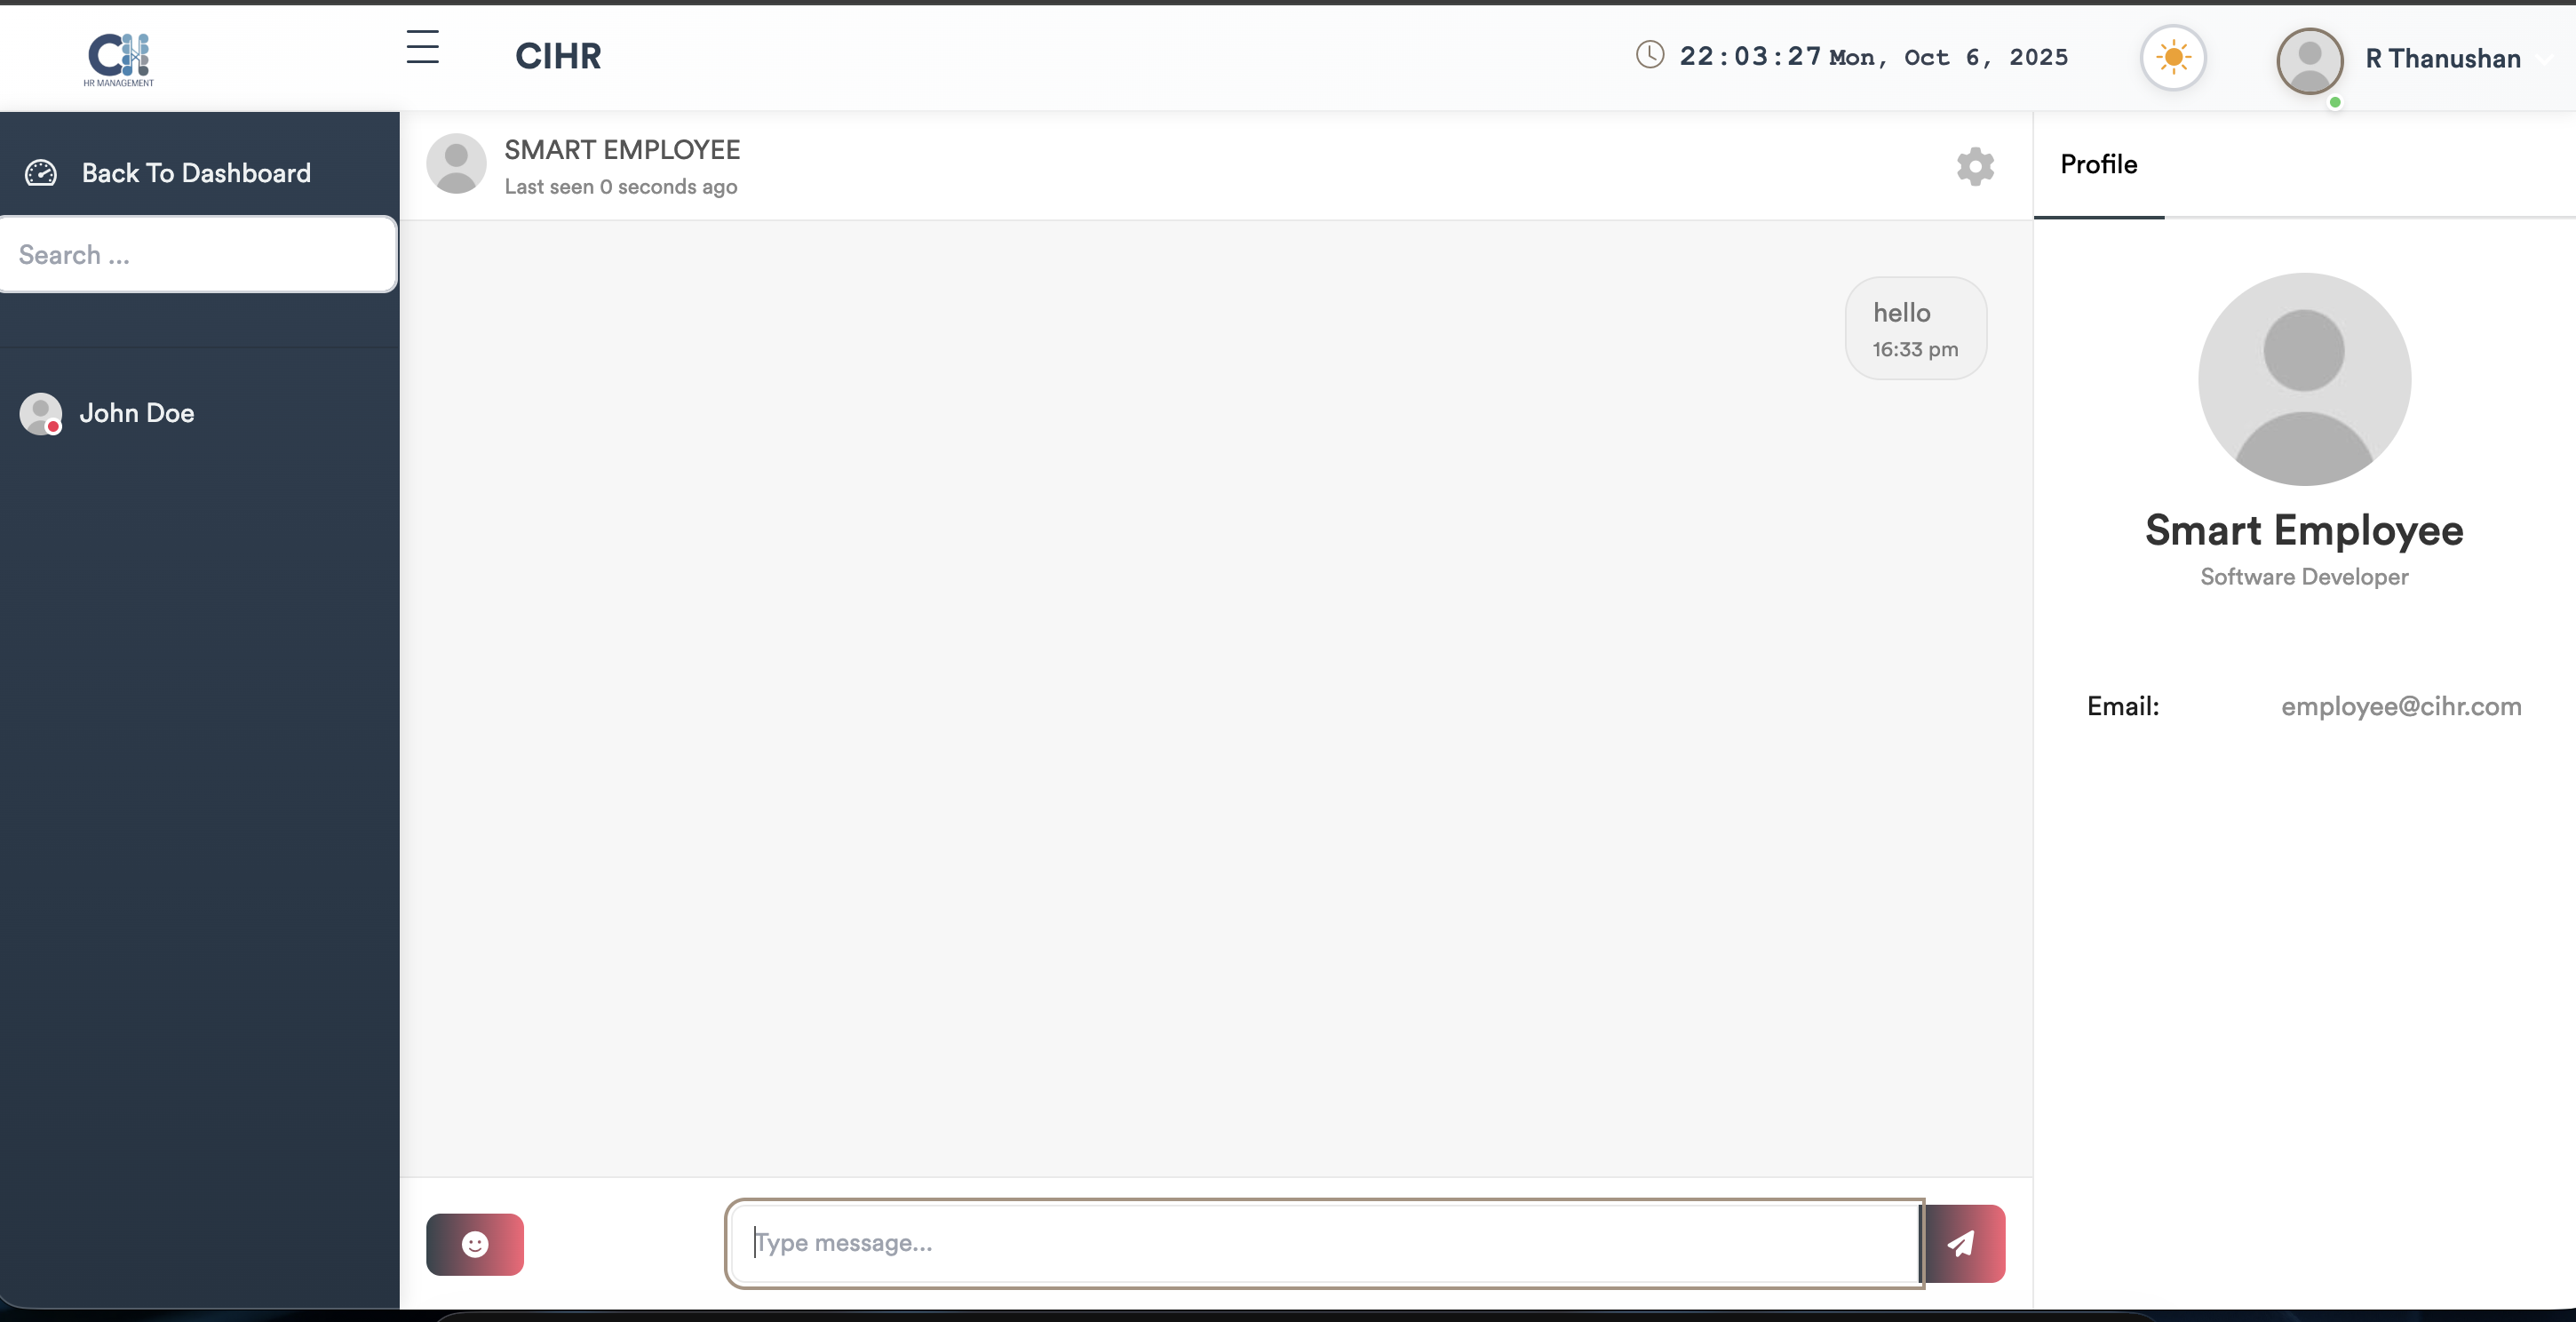 CIHR
HR MANAGEMENT
CIHR
22:03:27 Mon, Oct 6, 2025
R Thanushan
Back To Dashboard
Search ...
John Doe
SMART EMPLOYEE
Last seen 0 seconds ago
hello
16:33 pm
Type message...
Profile
Smart Employee
Software Developer
Email: employee@cihr.com